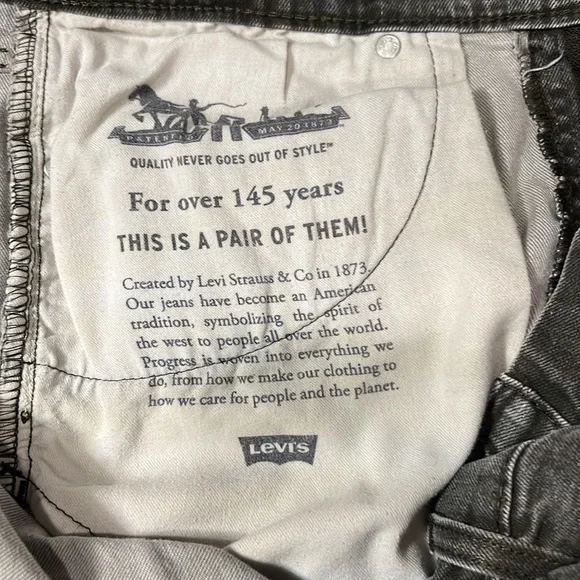 PATENTED MAY 20 1873
QUALITY NEVER GOES OUT OF STYLE™
For over 145 years
THIS IS A PAIR OF THEM!
Created by Levi Strauss & Co in 1873.
Our jeans have become an American
tradition, symbolizing the spirit of
the west to people all over the world.
Progress is woven into everything we
do, from how we make our clothing to
how we care for people and the planet.
Levi's